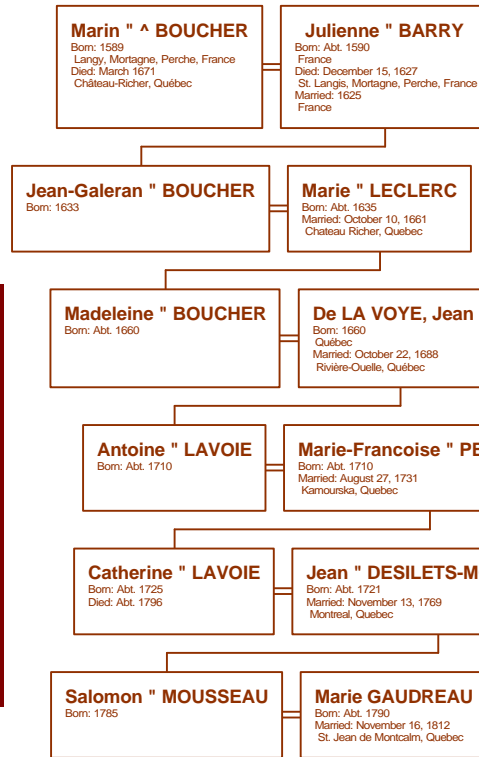 Marin " ^ BOUCHER
Born: 1589
Langy, Mortagne, Perche, France
Died: March 1671
Château-Richer, Québec
Julienne " BARRY
Born: Abt. 1590
France
Died: December 15, 1627
St. Langis, Mortagne, Perche, France
Married: 1625
France
Jean-Galeran " BOUCHER
Born: 1633
Marie " LECLERC
Born: Abt. 1635
Married: October 10, 1661
Chateau Richer, Quebec
Madeleine " BOUCHER
Born: Abt. 1660
De LA VOYE, Jean
Born: 1660
Québec
Married: October 22, 1688
Rivière-Ouelle, Québec
Antoine " LAVOIE
Born: Abt. 1710
Marie-Francoise " PE
Born: Abt. 1710
Married: August 27, 1731
Kamourska, Quebec
Catherine " LAVOIE
Born: Abt. 1725
Died: Abt. 1796
Jean " DESILETS-M
Born: Abt. 1721
Married: November 13, 1769
Montreal, Quebec
Salomon " MOUSSEAU
Born: 1785
Marie GAUDREAU
Born: Abt. 1790
Married: November 16, 1812
St. Jean de Montcalm, Quebec